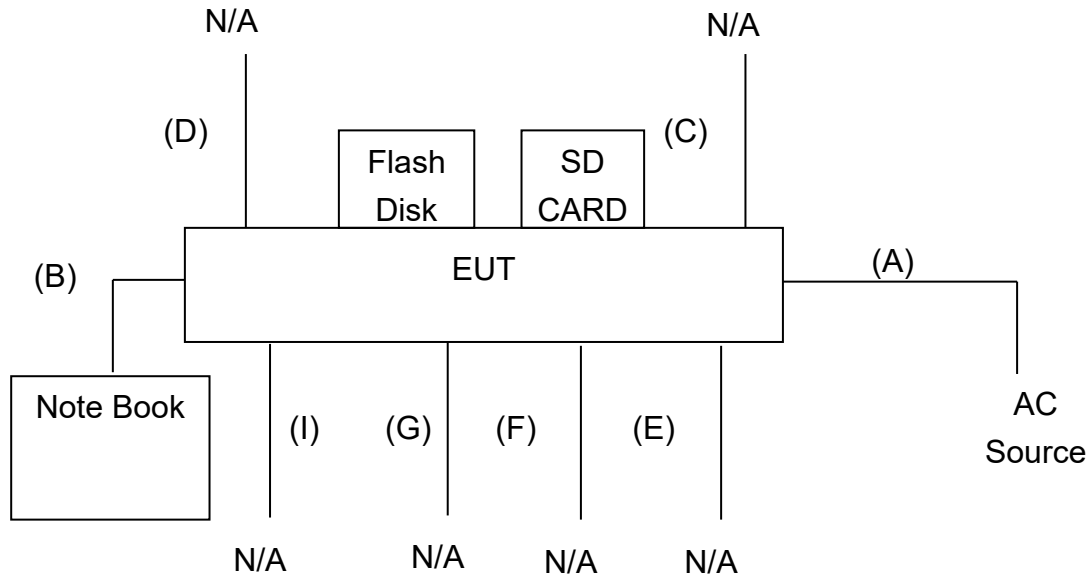 N/A
N/A
(D)
Flash
Disk
SD
CARD
(C)
(B)
EUT
(A)
Note Book
(I)
(G)
(F)
(E)
AC
Source
N/A
N/A
N/A
N/A